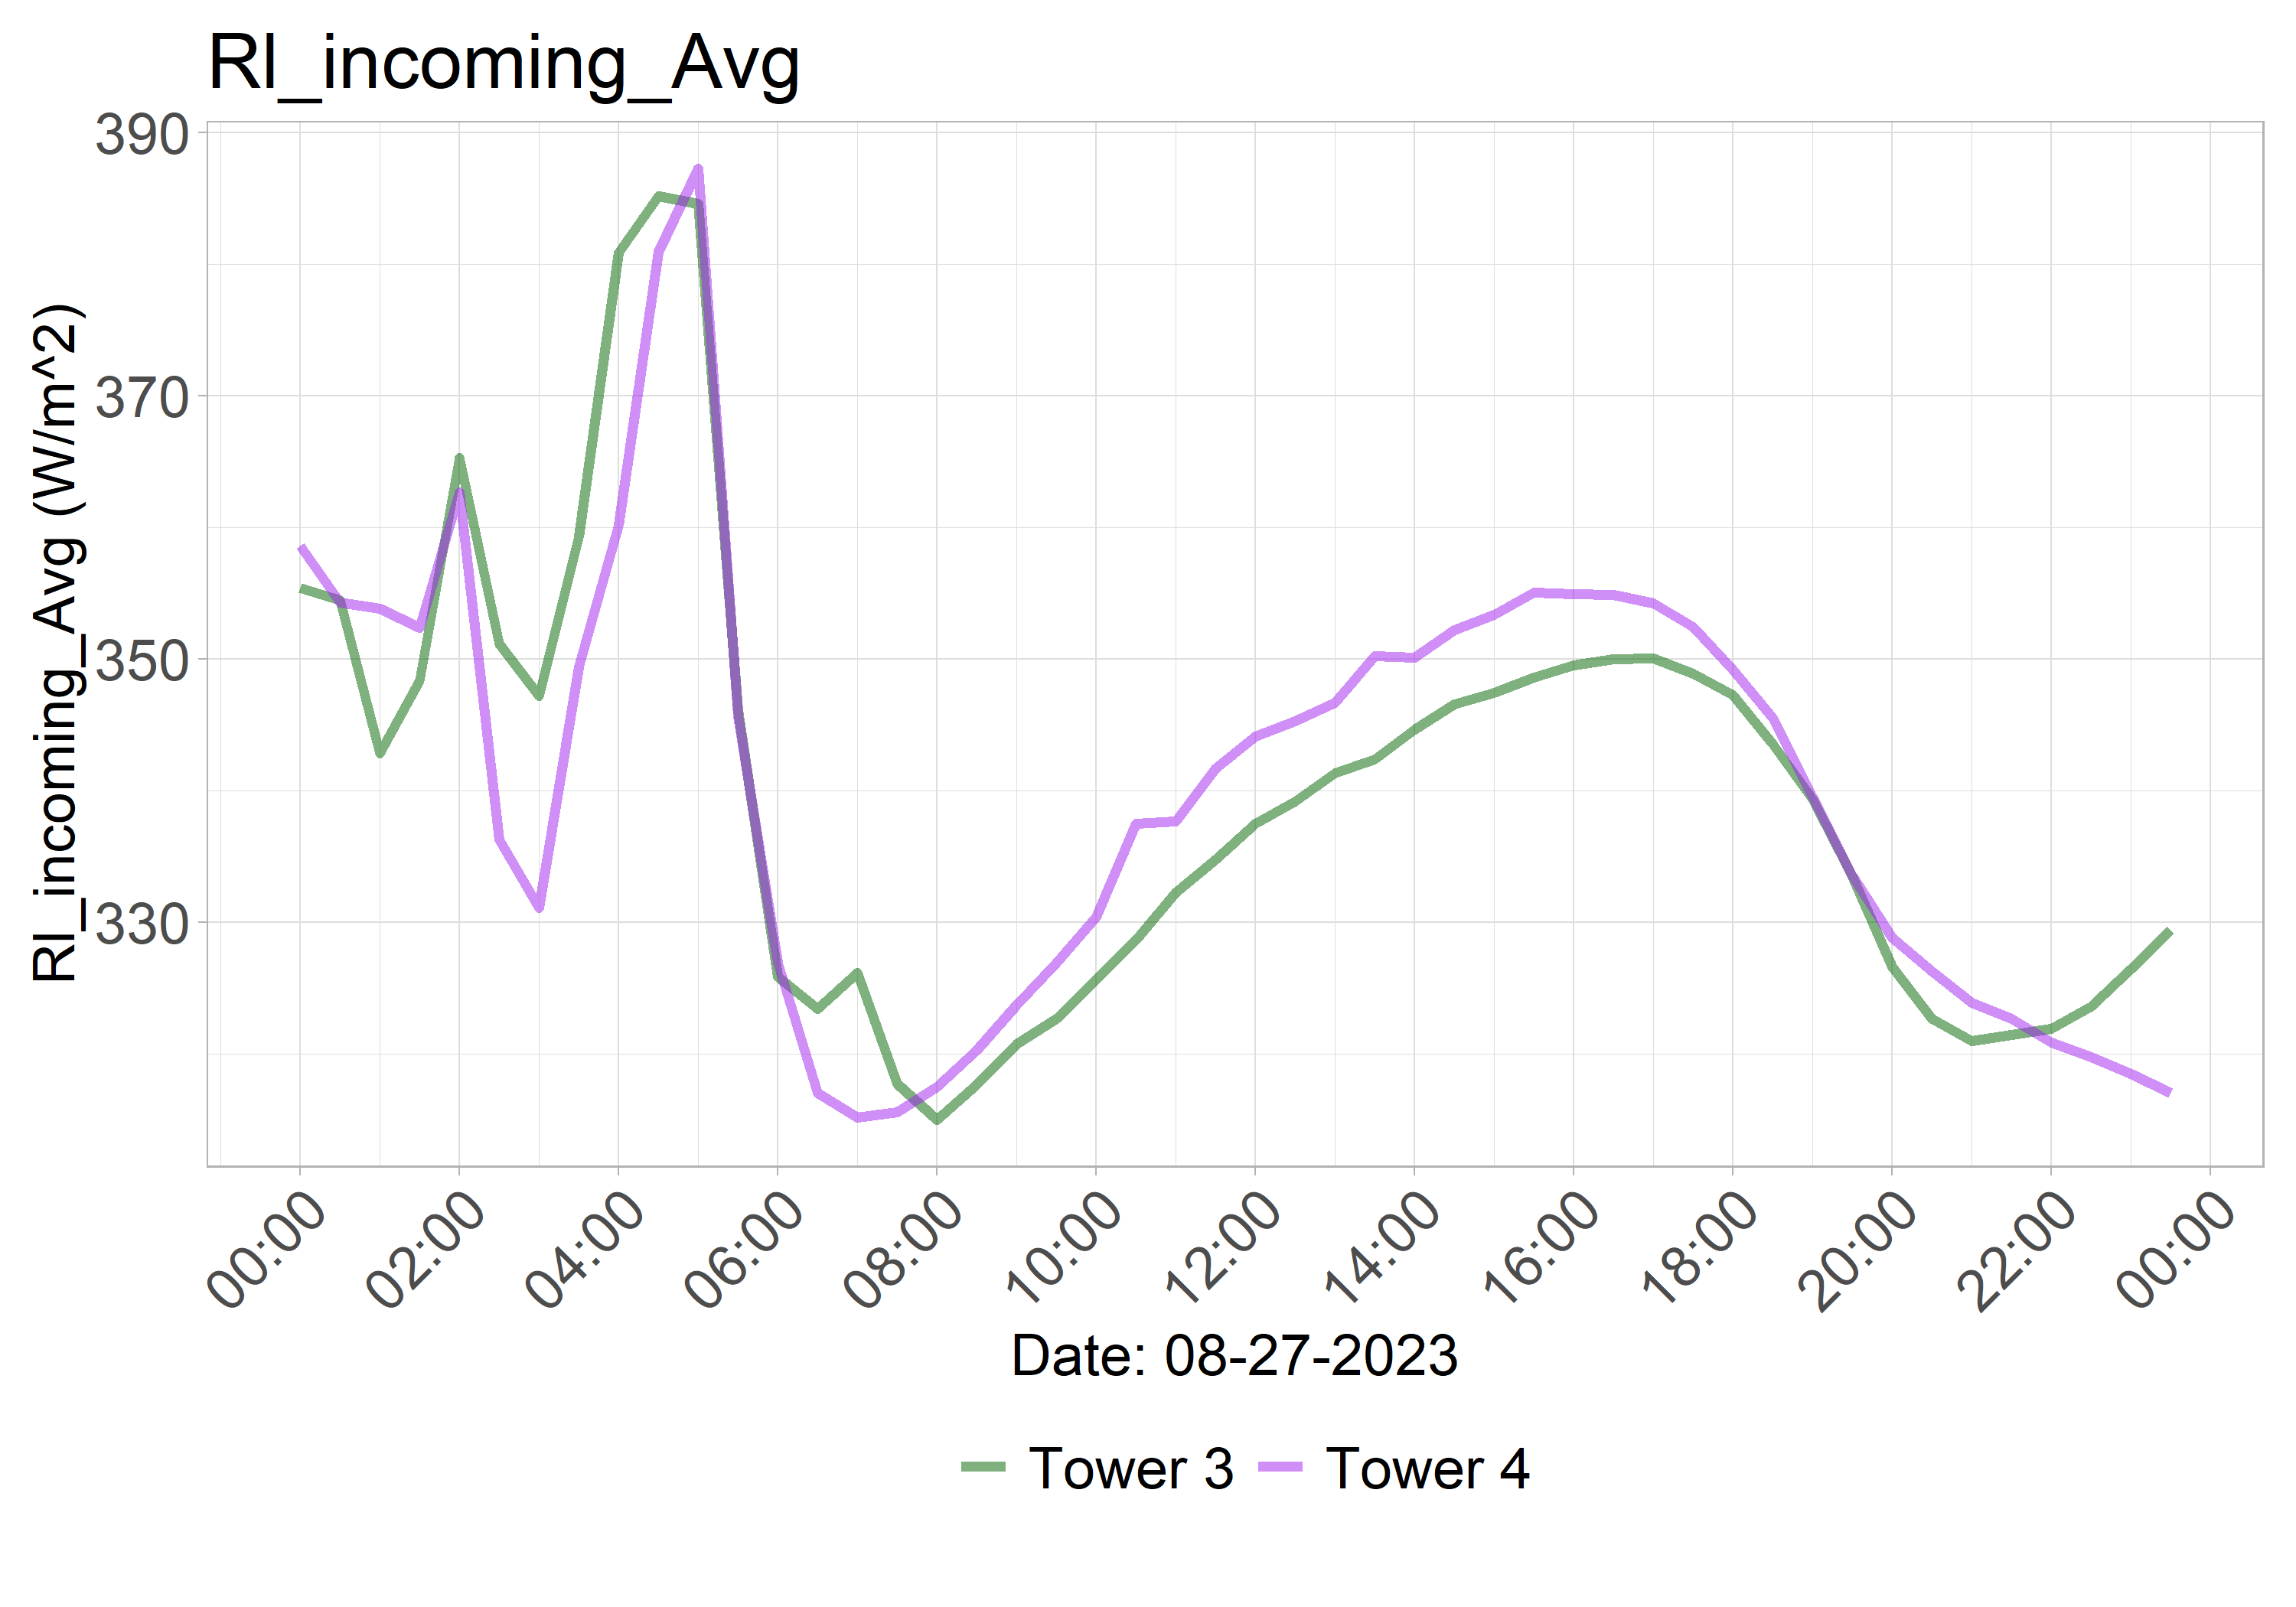 Rl_incoming_Avg
Rl_incoming_Avg (W/m^2)
390
370
350
330
00:00 02:00 04:00 06:00 08:00 10:00 12:00 14:00 16:00 18:00 20:00 22:00 00:00
Date: 08-27-2023
Tower 3 Tower 4